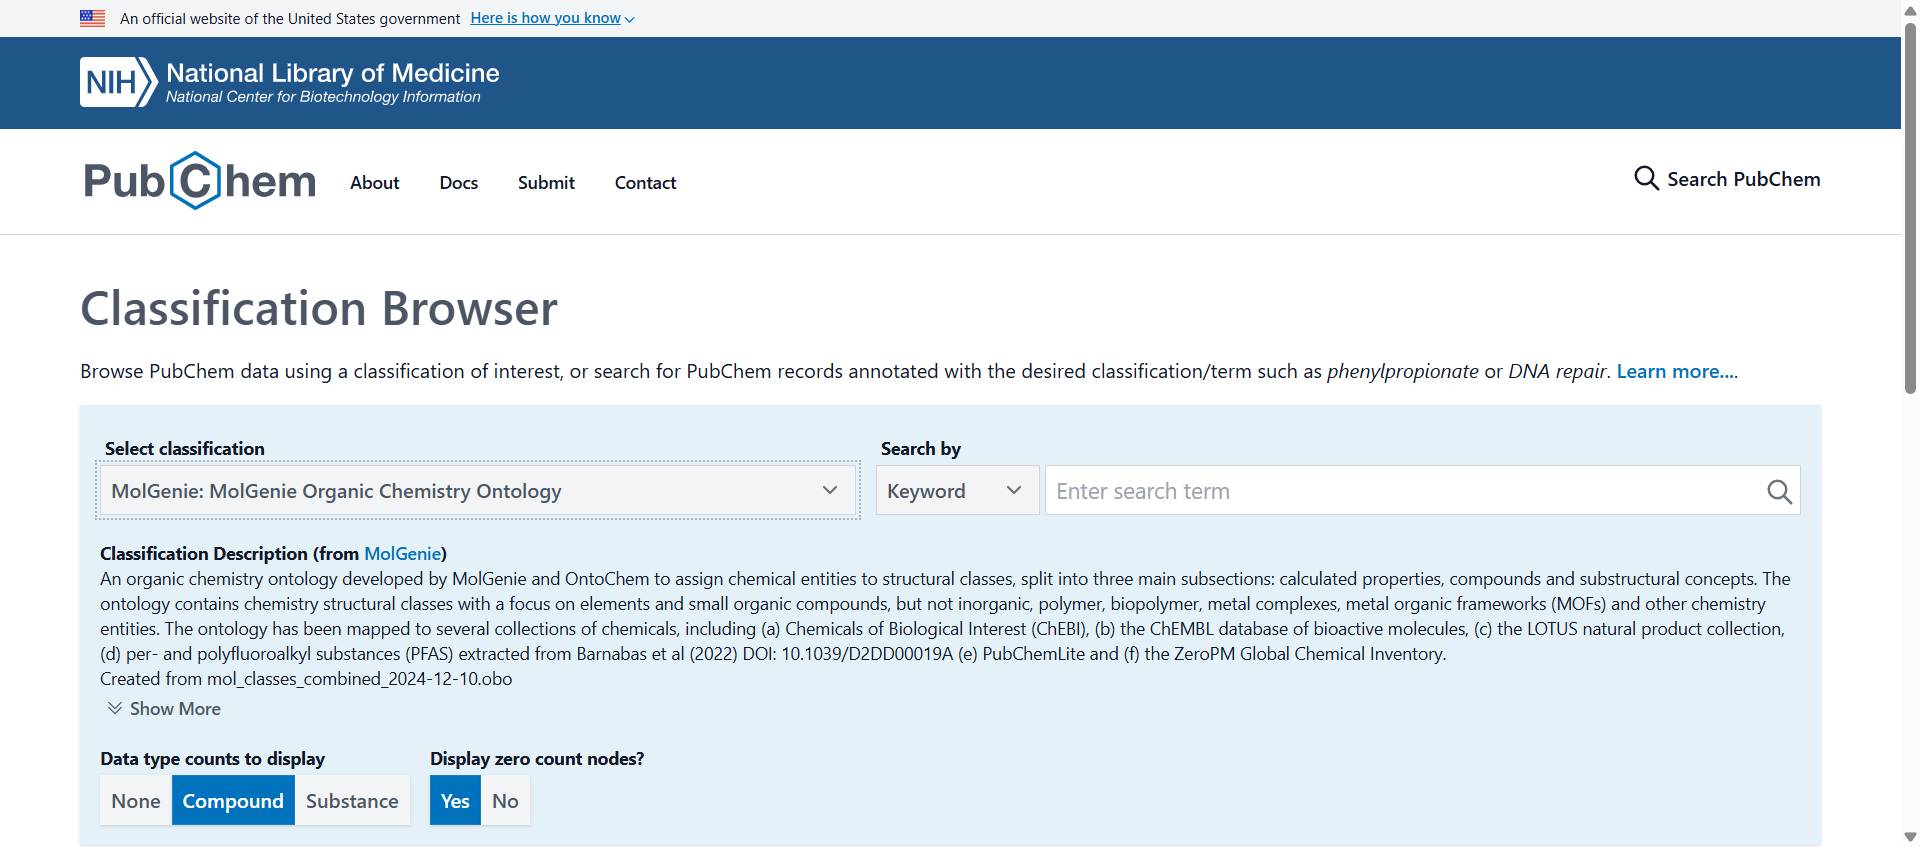 An official website of the United States government Here is how you know
NIH National Library of Medicine
National Center for Biotechnology Information
PubChem About Docs Submit Contact Search PubChem
Classification Browser
Browse PubChem data using a classification of interest, or search for PubChem records annotated with the desired classification/term such as phenylpropionate or DNA repair. Learn more....
Select classification Search by
MolGenie: MolGenie Organic Chemistry Ontology Keyword Enter search term
Classification Description (from MolGenie)
An organic chemistry ontology developed by MolGenie and OntoChem to assign chemical entities to structural classes, split into three main subsections: calculated properties, compounds and substructural concepts. The
ontology contains chemistry structural classes with a focus on elements and small organic compounds, but not inorganic, polymer, biopolymer, metal complexes, metal organic frameworks (MOFs) and other chemistry
entities. The ontology has been mapped to several collections of chemicals, including (a) Chemicals of Biological Interest (ChEBI), (b) the ChEMBL database of bioactive molecules, (c) the LOTUS natural product collection,
(d) per- and polyfluoroalkyl substances (PFAS) extracted from Barnabas et al (2022) DOI: 10.1039/D2DD00019A (e) PubChemLite and (f) the ZeroPM Global Chemical Inventory.
Created from mol_classes_combined_2024-12-10.obo
Show More
Data type counts to display Display zero count nodes?
None Compound Substance Yes No